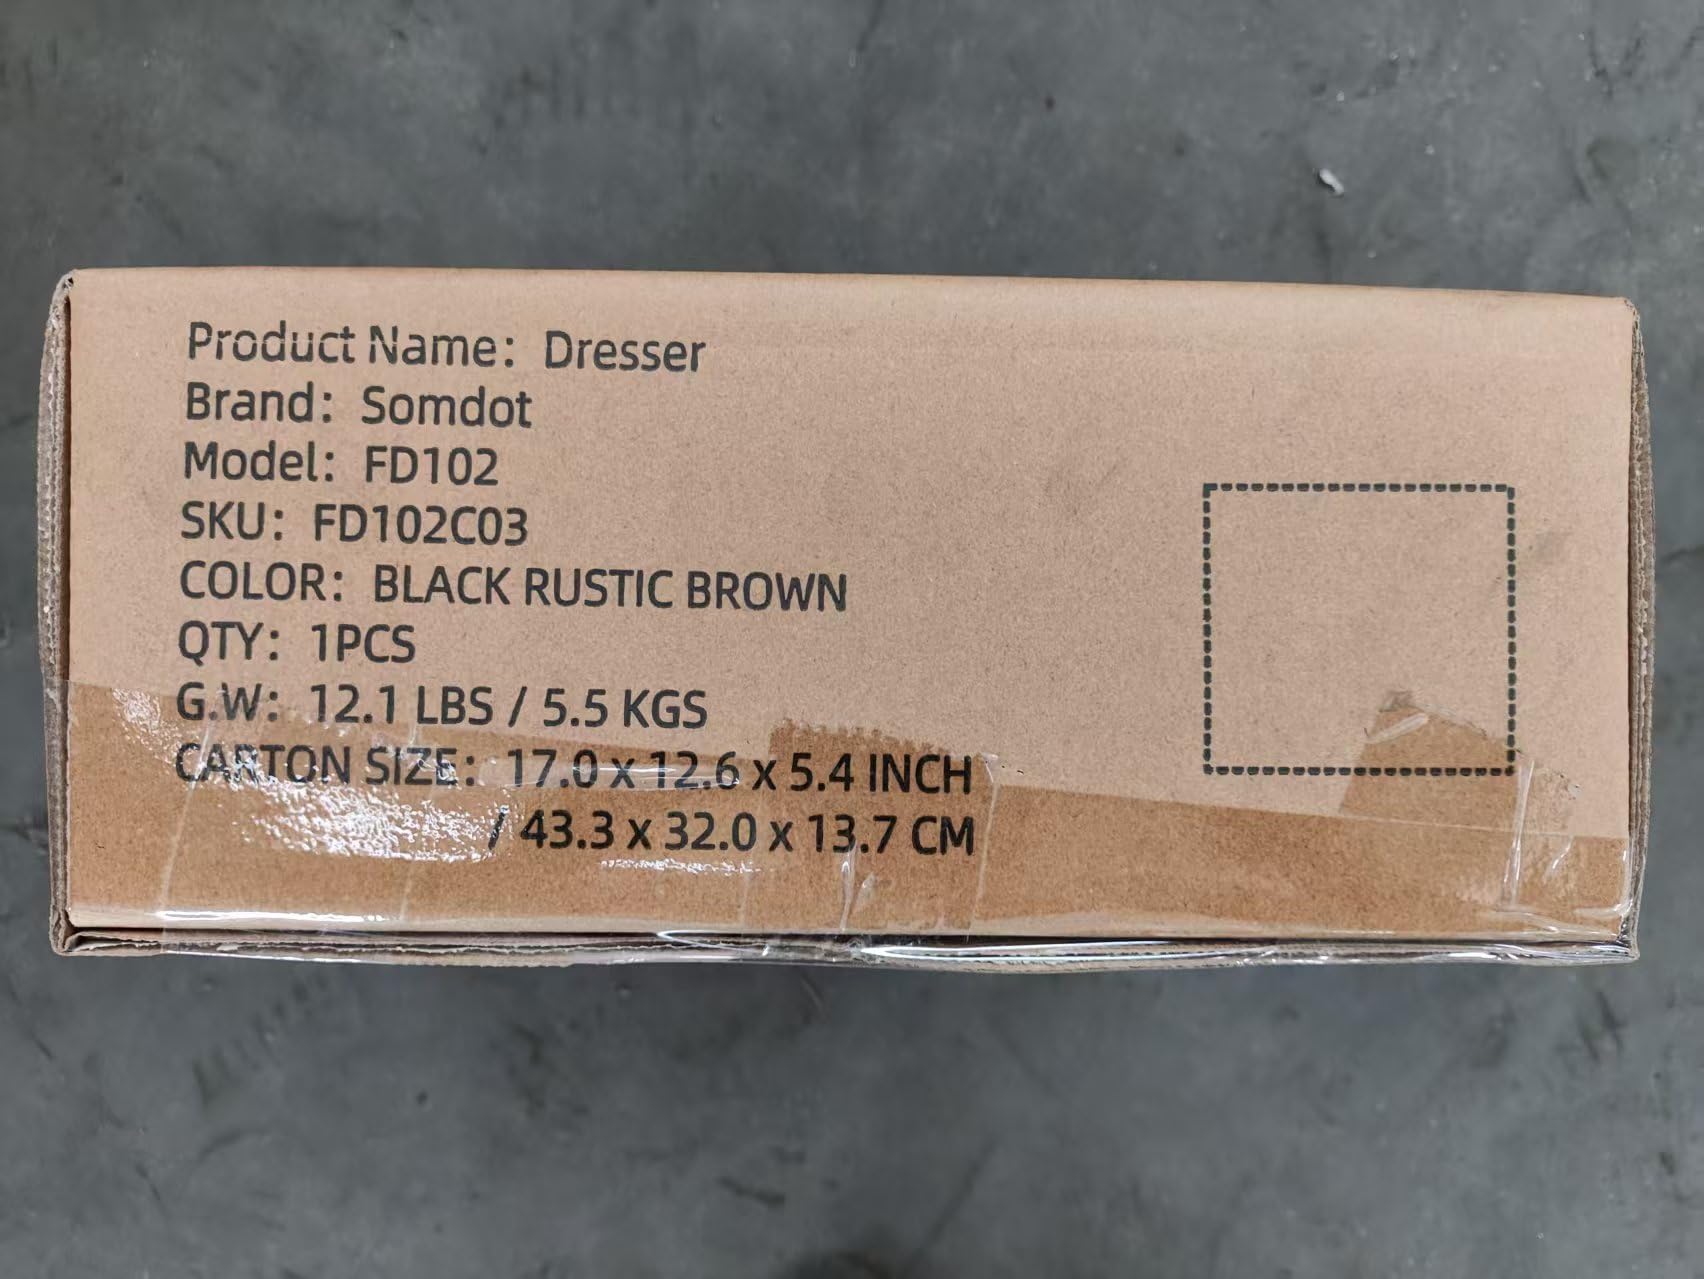 Product Name: Dresser
Brand: Somdot
Model: FD102
SKU: FD102C03
COLOR: BLACK RUSTIC BROWN
QTY: 1PCS
G.W: 12.1 LBS / 5.5 KGS
CARTON SIZE: 17.0 x 12.6 x 5.4 INCH
/ 43.3 x 32.0 x 13.7 CM